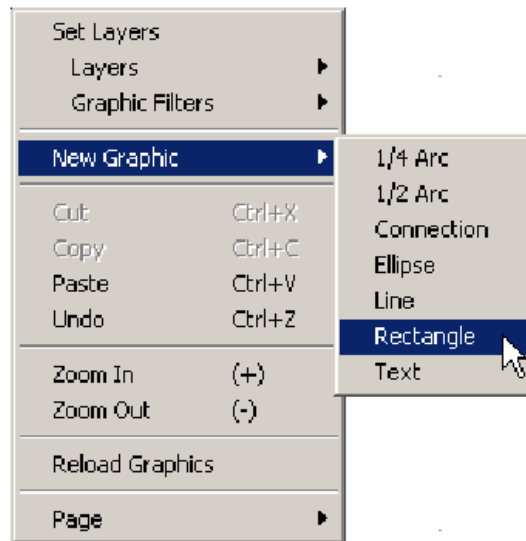 Set Layers
Layers
Graphic Filters
New Graphic
Cut Ctrl+X
Copy Ctrl+C
Paste Ctrl+V
Undo Ctrl+Z
Zoom In (+)
Zoom Out (-)
Reload Graphics
Page
1/4 Arc
1/2 Arc
Connection
Ellipse
Line
Rectangle
Text